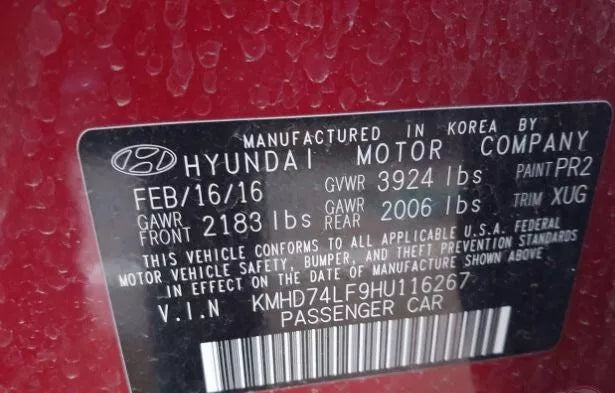 MANUFACTURED IN KOREA BY
HYUNDAI MOTOR COMPANY
FEB/16/16 GVWR 3924 lbs PAINT PR2
GAWR FRONT 2183 lbs GAWR REAR 2006 lbs TRIM XUG
THIS VEHICLE CONFORMS TO ALL APPLICABLE U.S.A. FEDERAL
MOTOR VEHICLE SAFETY, BUMPER, AND THEFT PREVENTION STANDARDS
IN EFFECT ON THE DATE OF MANUFACTURE SHOWN ABOVE
V.I.N KMHD74LF9HU116267
PASSENGER CAR